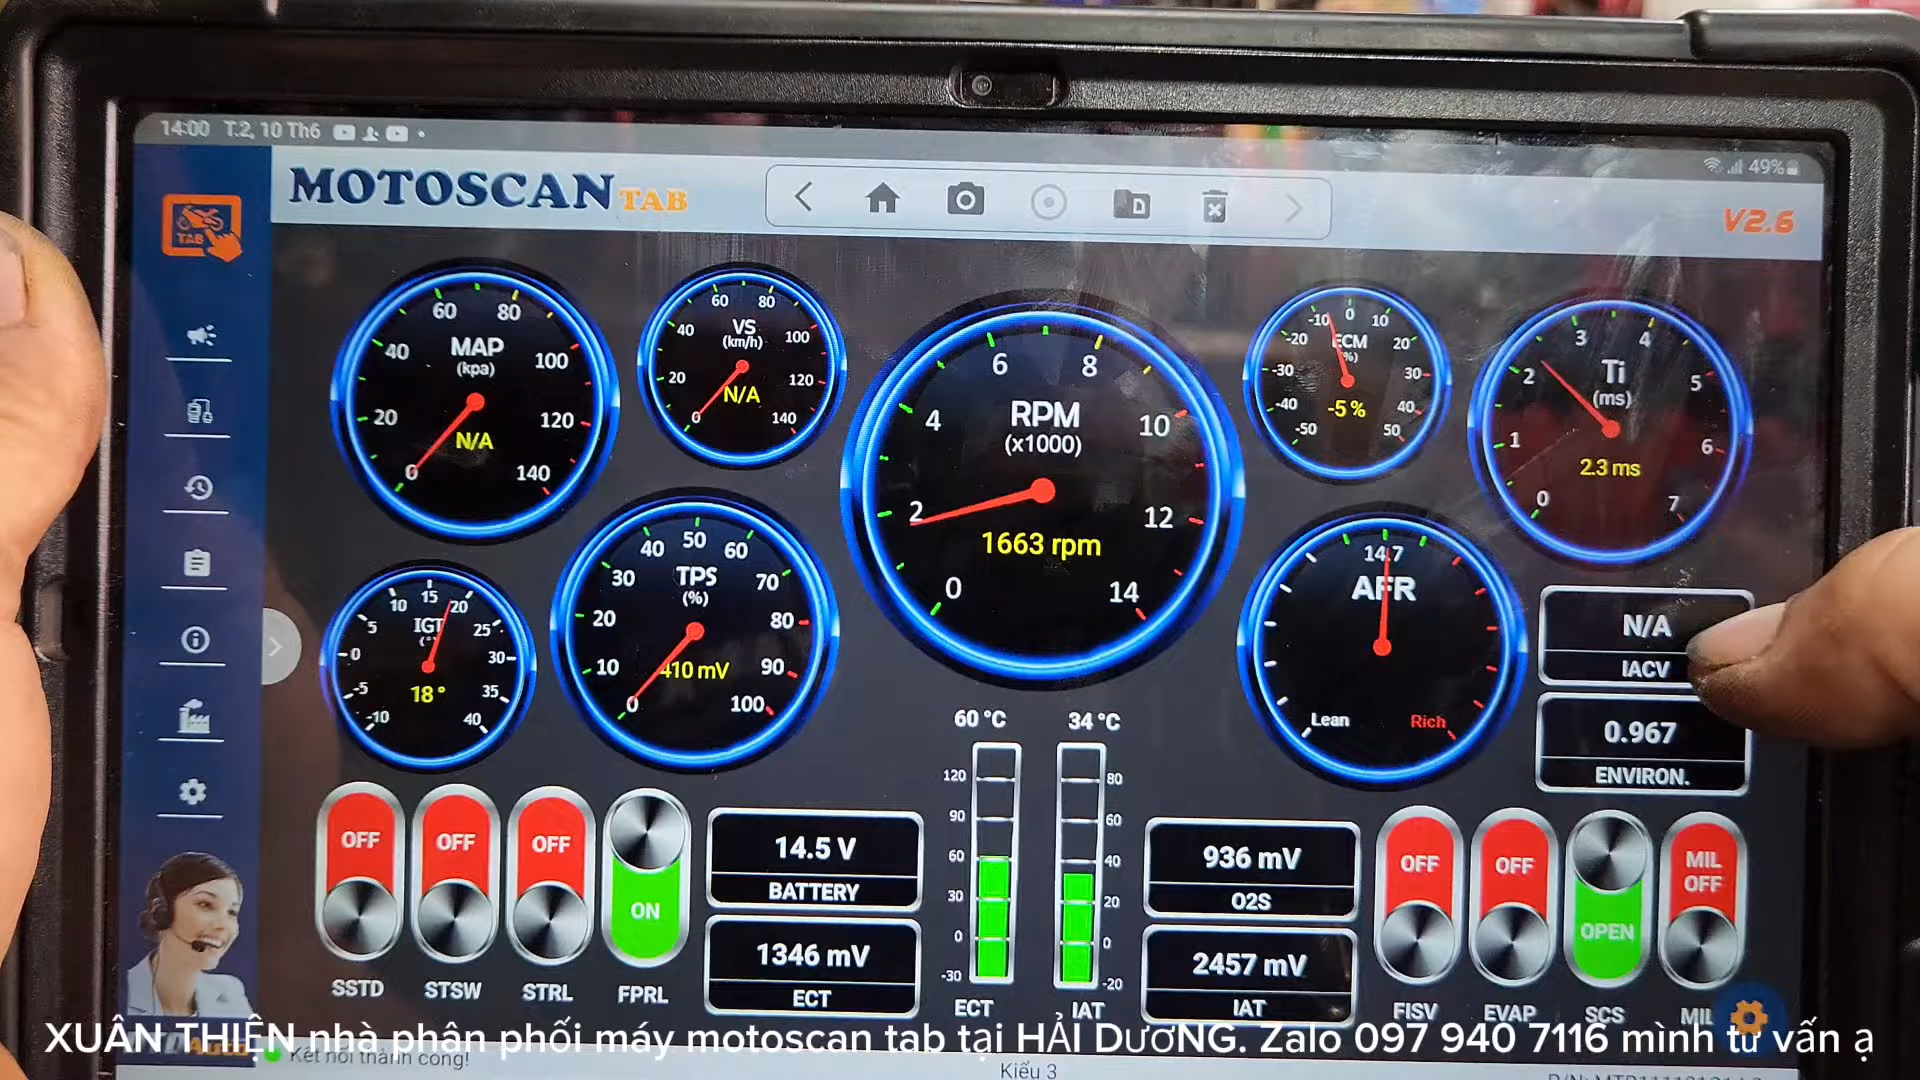 14:00 T.2, 10 Th6
49%
MOTOSCAN TAB
V2.6
TAB
MAP
(kpa)
0 20 40 60 80 100 120 140
N/A
VS
(km/h)
0 20 40 60 80 100 120 140
N/A
RPM
(x1000)
0 2 4 6 8 10 12 14
1663 rpm
ECM
(%)
-50 -40 -30 -20 -10 0 10 20 30 40 50
-5 %
Ti
(ms)
0 1 2 3 4 5 6 7
2.3 ms
IGT
(°)
-10 -5 0 5 10 15 20 25 30 35 40
18 °
TPS
(%)
0 10 20 30 40 50 60 70 80 90 100
410 mV
14.7
AFR
Lean Rich
N/A
IACV
0.967
ENVIRON.
60 °C
120 90 60 30 0 -30
ECT
34 °C
80 60 40 20 0 -20
IAT
OFF
SSTD
OFF
STSW
OFF
STRL
ON
FPRL
14.5 V
BATTERY
1346 mV
ECT
936 mV
O2S
2457 mV
IAT
OFF
FISV
OFF
EVAP
OPEN
SCS
MIL
OFF
MIL
XUÂN THIỆN nhà phân phối máy motoscan tab tại HẢI DươNG. Zalo 097 940 7116 mình tư vấn ạ
Kết nối thành công!
Kiểu 3